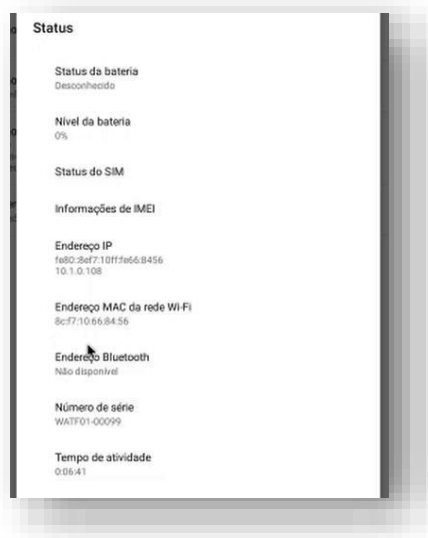 Status
Status da bateria
Desconhecido
Nível da bateria
0%
Status do SIM
Informações de IMEI
Endereço IP
fe80::8ef7:10ff:fe66:8456
10.1.0.108
Endereço MAC da rede Wi-Fi
8c:f7:10:66:84:56
Endereço Bluetooth
Não disponível
Número de série
WATF01-00099
Tempo de atividade
0:06:41